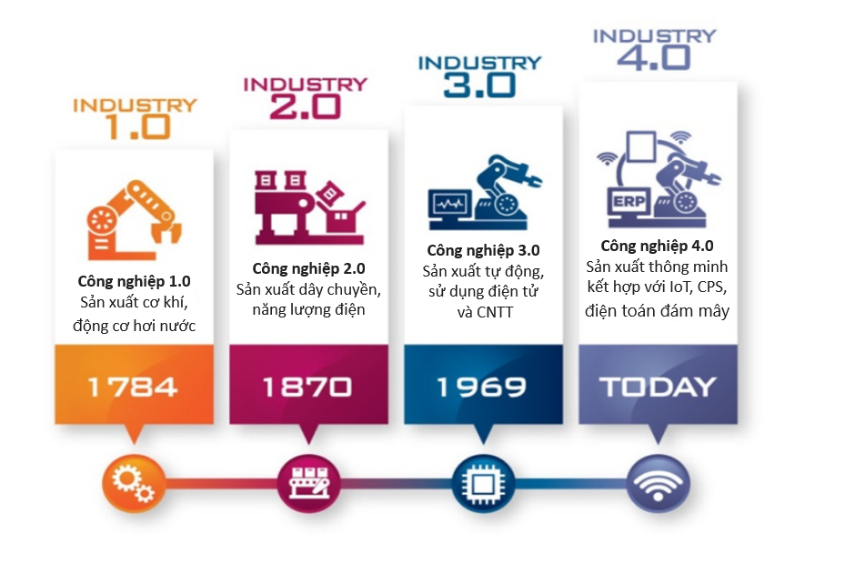 INDUSTRY
1.0
Công nghiệp 1.0
Sản xuất cơ khí,
động cơ hơi nước
1784
INDUSTRY
2.0
Công nghiệp 2.0
Sản xuất dây chuyền,
năng lượng điện
1870
INDUSTRY
3.0
Công nghiệp 3.0
Sản xuất tự động,
sử dụng điện tử
và CNTT
1969
INDUSTRY
4.0
ERP
Công nghiệp 4.0
Sản xuất thông minh
kết hợp với IoT, CPS,
điện toán đám mây
TODAY